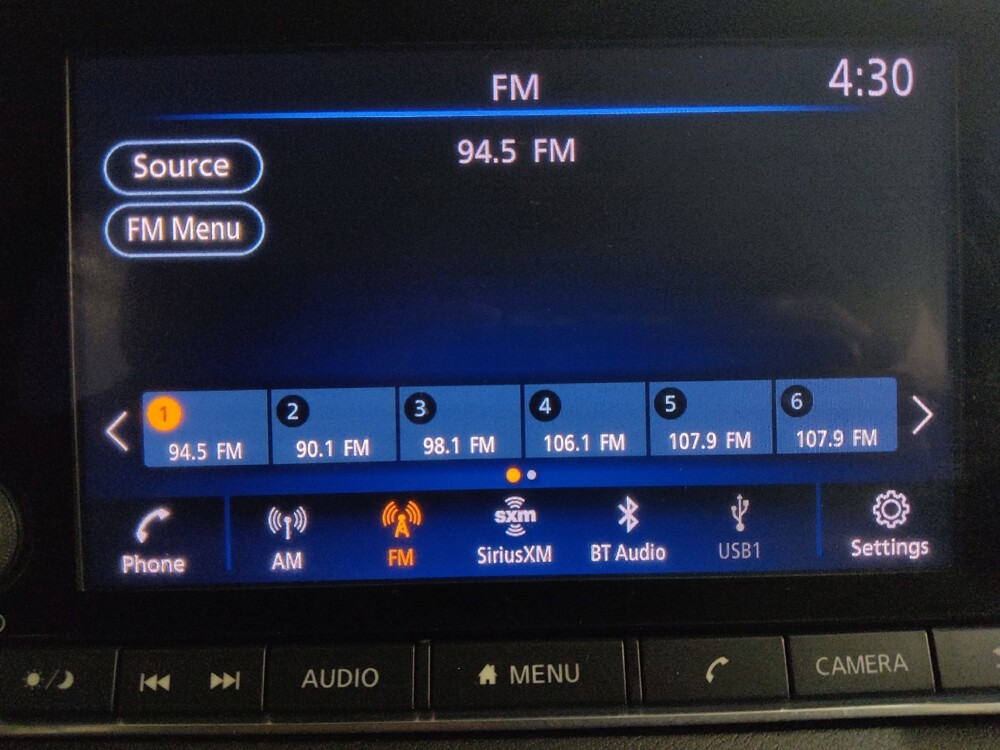 FM
4:30
94.5 FM
Source
FM Menu
1
94.5 FM
2
90.1 FM
3
98.1 FM
4
106.1 FM
5
107.9 FM
6
107.9 FM
Phone
AM
FM
sxm
SiriusXM
BT Audio
USB1
Settings
AUDIO
MENU
CAMERA